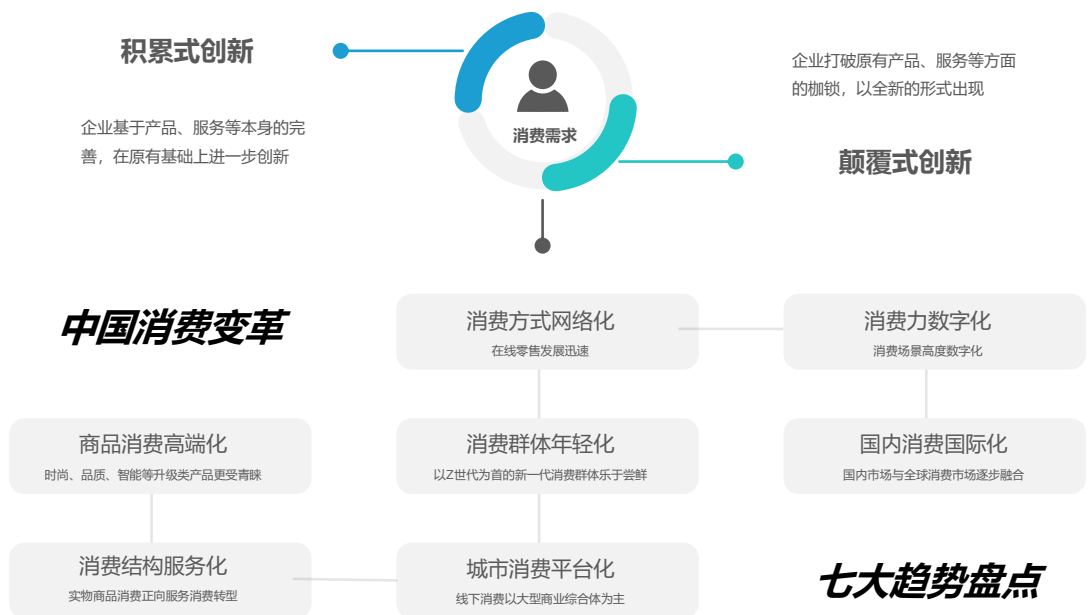 积累式创新
企业基于产品、服务等本身的完
善，在原有基础上进一步创新
消费需求
企业打破原有产品、服务等方面
的枷锁，以全新的形式出现
颠覆式创新
中国消费变革
消费方式网络化
在线零售发展迅速
消费力数字化
消费场景高度数字化
商品消费高端化
时尚、品质、智能等升级类产品更受青睐
消费群体年轻化
以Z世代为首的新一代消费群体乐于尝鲜
国内消费国际化
国内市场与全球消费市场逐步融合
消费结构服务化
实物商品消费正向服务消费转型
城市消费平台化
线下消费以大型商业综合体为主
七大趋势盘点